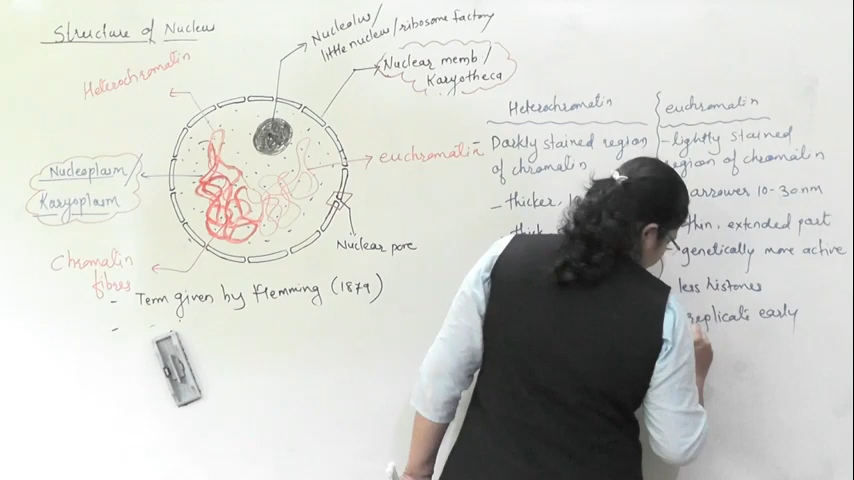 Structure of Nucleus
Nucleolus/
little nucleus/ribosome factory
Nuclear memb/
Karyotheca
Heterochromatin
Nucleoplasm/
Karyoplasm
euchromatin
Nuclear pore
Chromatin
fibres
- Term given by Flemming (1879)
-
Heterochromatin
- Darkly stained region
of chromatin
- thicker,
- thick
euchromatin
- lightly stained
region of chromatin
narrower 10-30nm
thin, extended part
genetically more active
less histones
replicate early